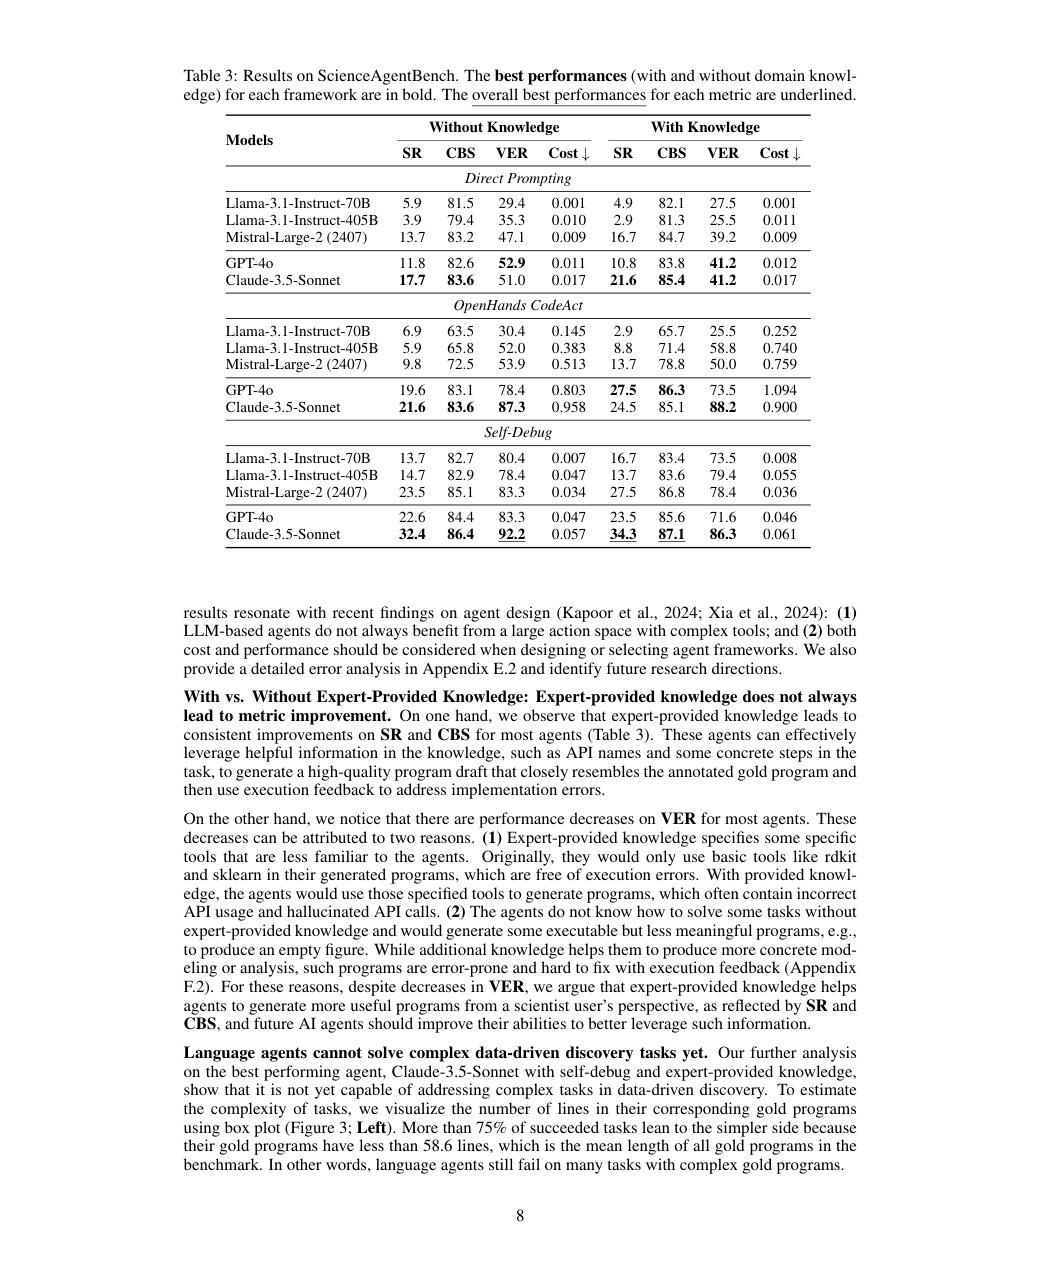 Table 3: Results on ScienceAgentBench. The best performances (with and without domain knowl-
edge) for each framework are in bold. The overall best performances for each metric are underlined.
Models Without Knowledge With Knowledge
SR CBS VER Cost ↓ SR CBS VER Cost ↓
Direct Prompting
Llama-3.1-Instruct-70B 5.9 81.5 29.4 0.001 4.9 82.1 27.5 0.001
Llama-3.1-Instruct-405B 3.9 79.4 35.3 0.010 2.9 81.3 25.5 0.011
Mistral-Large-2 (2407) 13.7 83.2 47.1 0.009 16.7 84.7 39.2 0.009
GPT-4o 11.8 82.6 52.9 0.011 10.8 83.8 41.2 0.012
Claude-3.5-Sonnet 17.7 83.6 51.0 0.017 21.6 85.4 41.2 0.017
OpenHands CodeAct
Llama-3.1-Instruct-70B 6.9 63.5 30.4 0.145 2.9 65.7 25.5 0.252
Llama-3.1-Instruct-405B 5.9 65.8 52.0 0.383 8.8 71.4 58.8 0.740
Mistral-Large-2 (2407) 9.8 72.5 53.9 0.513 13.7 78.8 50.0 0.759
GPT-4o 19.6 83.1 78.4 0.803 27.5 86.3 73.5 1.094
Claude-3.5-Sonnet 21.6 83.6 87.3 0.958 24.5 85.1 88.2 0.900
Self-Debug
Llama-3.1-Instruct-70B 13.7 82.7 80.4 0.007 16.7 83.4 73.5 0.008
Llama-3.1-Instruct-405B 14.7 82.9 78.4 0.047 13.7 83.6 79.4 0.055
Mistral-Large-2 (2407) 23.5 85.1 83.3 0.034 27.5 86.8 78.4 0.036
GPT-4o 22.6 84.4 83.3 0.047 23.5 85.6 71.6 0.046
Claude-3.5-Sonnet 32.4 86.4 92.2 0.057 34.3 87.1 86.3 0.061
results resonate with recent findings on agent design (Kapoor et al., 2024; Xia et al., 2024): (1)
LLM-based agents do not always benefit from a large action space with complex tools; and (2) both
cost and performance should be considered when designing or selecting agent frameworks. We also
provide a detailed error analysis in Appendix E.2 and identify future research directions.
With vs. Without Expert-Provided Knowledge: Expert-provided knowledge does not always
lead to metric improvement. On one hand, we observe that expert-provided knowledge leads to
consistent improvements on SR and CBS for most agents (Table 3). These agents can effectively
leverage helpful information in the knowledge, such as API names and some concrete steps in the
task, to generate a high-quality program draft that closely resembles the annotated gold program and
then use execution feedback to address implementation errors.
On the other hand, we notice that there are performance decreases on VER for most agents. These
decreases can be attributed to two reasons. (1) Expert-provided knowledge specifies some specific
tools that are less familiar to the agents. Originally, they would only use basic tools like rdkit
and sklearn in their generated programs, which are free of execution errors. With provided knowl-
edge, the agents would use those specified tools to generate programs, which often contain incorrect
API usage and hallucinated API calls. (2) The agents do not know how to solve some tasks without
expert-provided knowledge and would generate some executable but less meaningful programs, e.g.,
to produce an empty figure. While additional knowledge helps them to produce more concrete mod-
eling or analysis, such programs are error-prone and hard to fix with execution feedback (Appendix
F.2). For these reasons, despite decreases in VER, we argue that expert-provided knowledge helps
agents to generate more useful programs from a scientist user's perspective, as reflected by SR and
CBS, and future AI agents should improve their abilities to better leverage such information.
Language agents cannot solve complex data-driven discovery tasks yet. Our further analysis
on the best performing agent, Claude-3.5-Sonnet with self-debug and expert-provided knowledge,
show that it is not yet capable of addressing complex tasks in data-driven discovery. To estimate
the complexity of tasks, we visualize the number of lines in their corresponding gold programs
using box plot (Figure 3; Left). More than 75% of succeeded tasks lean to the simpler side because
their gold programs have less than 58.6 lines, which is the mean length of all gold programs in the
benchmark. In other words, language agents still fail on many tasks with complex gold programs.
8